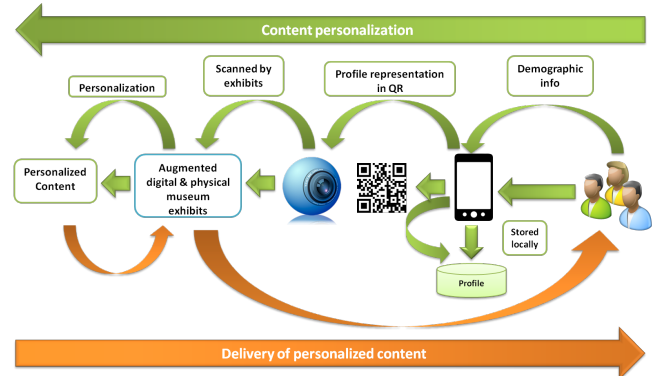 Content personalization
Personalization
Scanned by
exhibits
Profile representation
in QR
Demographic
info
Personalized
Content
Augmented
digital & physical
museum
exhibits
Stored
locally
Profile
Delivery of personalized content